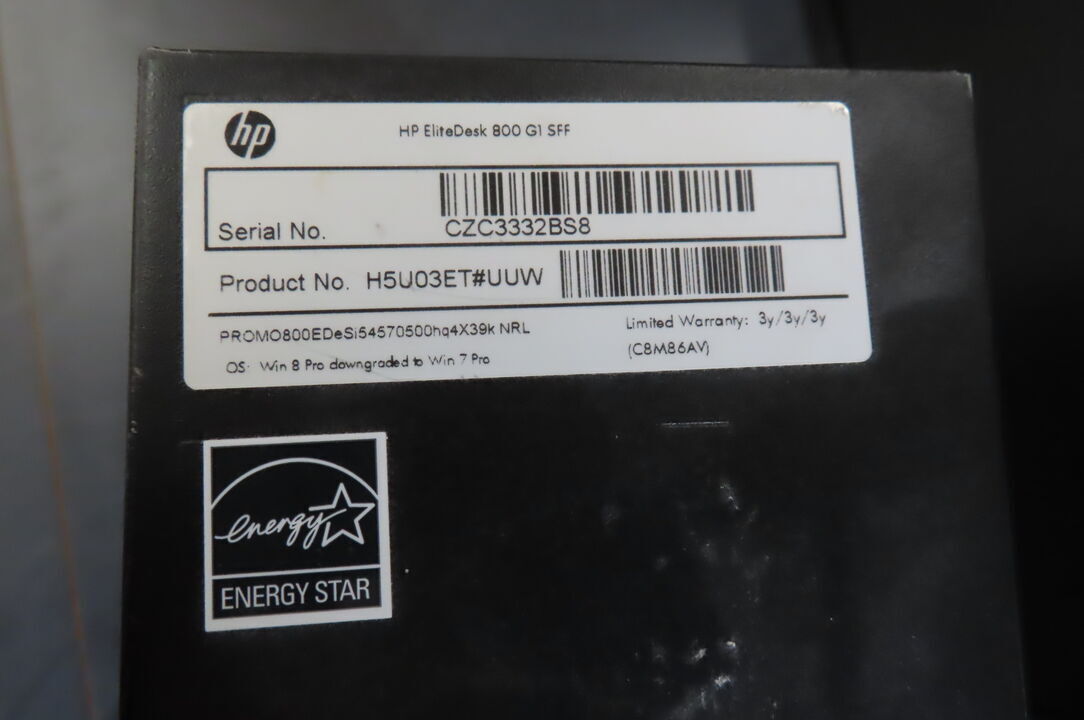 hp
HP EliteDesk 800 G1 SFF
Serial No.
CZC3332BS8
Product No. H5U03ET#UUW
PROMO800EDeSi54570500hq4X39k NRL
Limited Warranty: 3y/3y/3y
OS: Win 8 Pro downgraded to Win 7 Pro
(C8M86AV)
energy
ENERGY STAR